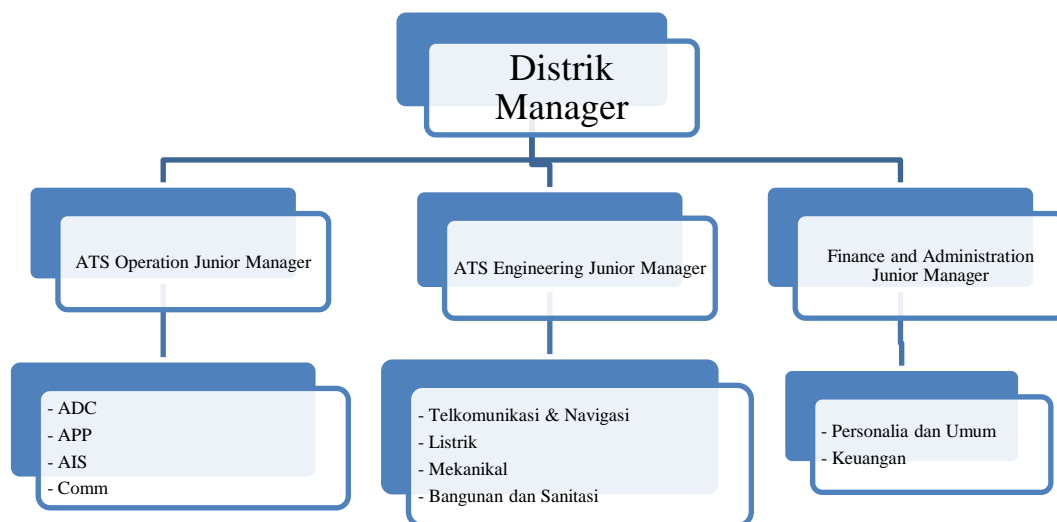 Distrik
Manager
ATS Operation Junior Manager
ATS Engineering Junior Manager
Finance and Administration
Junior Manager
- ADC
- APP
- AIS
- Comm
- Telkomunikasi & Navigasi
- Listrik
- Mekanikal
- Bangunan dan Sanitasi
- Personalia dan Umum
- Keuangan